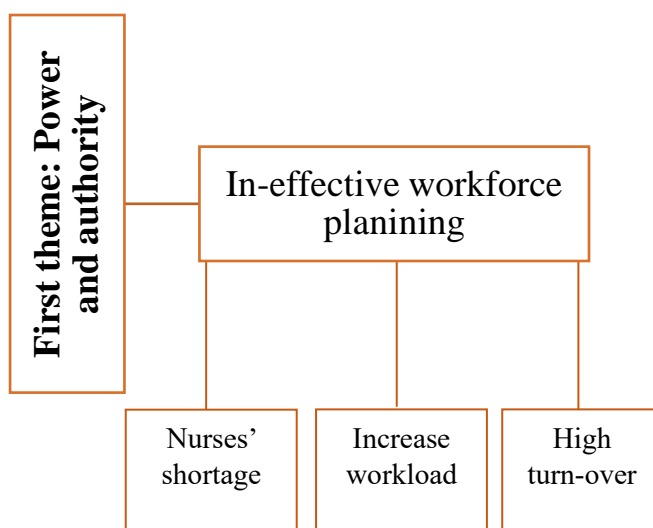 First theme: Power
and authority
In-effective workforce
planining
Nurses’
shortage
Increase
workload
High
turn-over